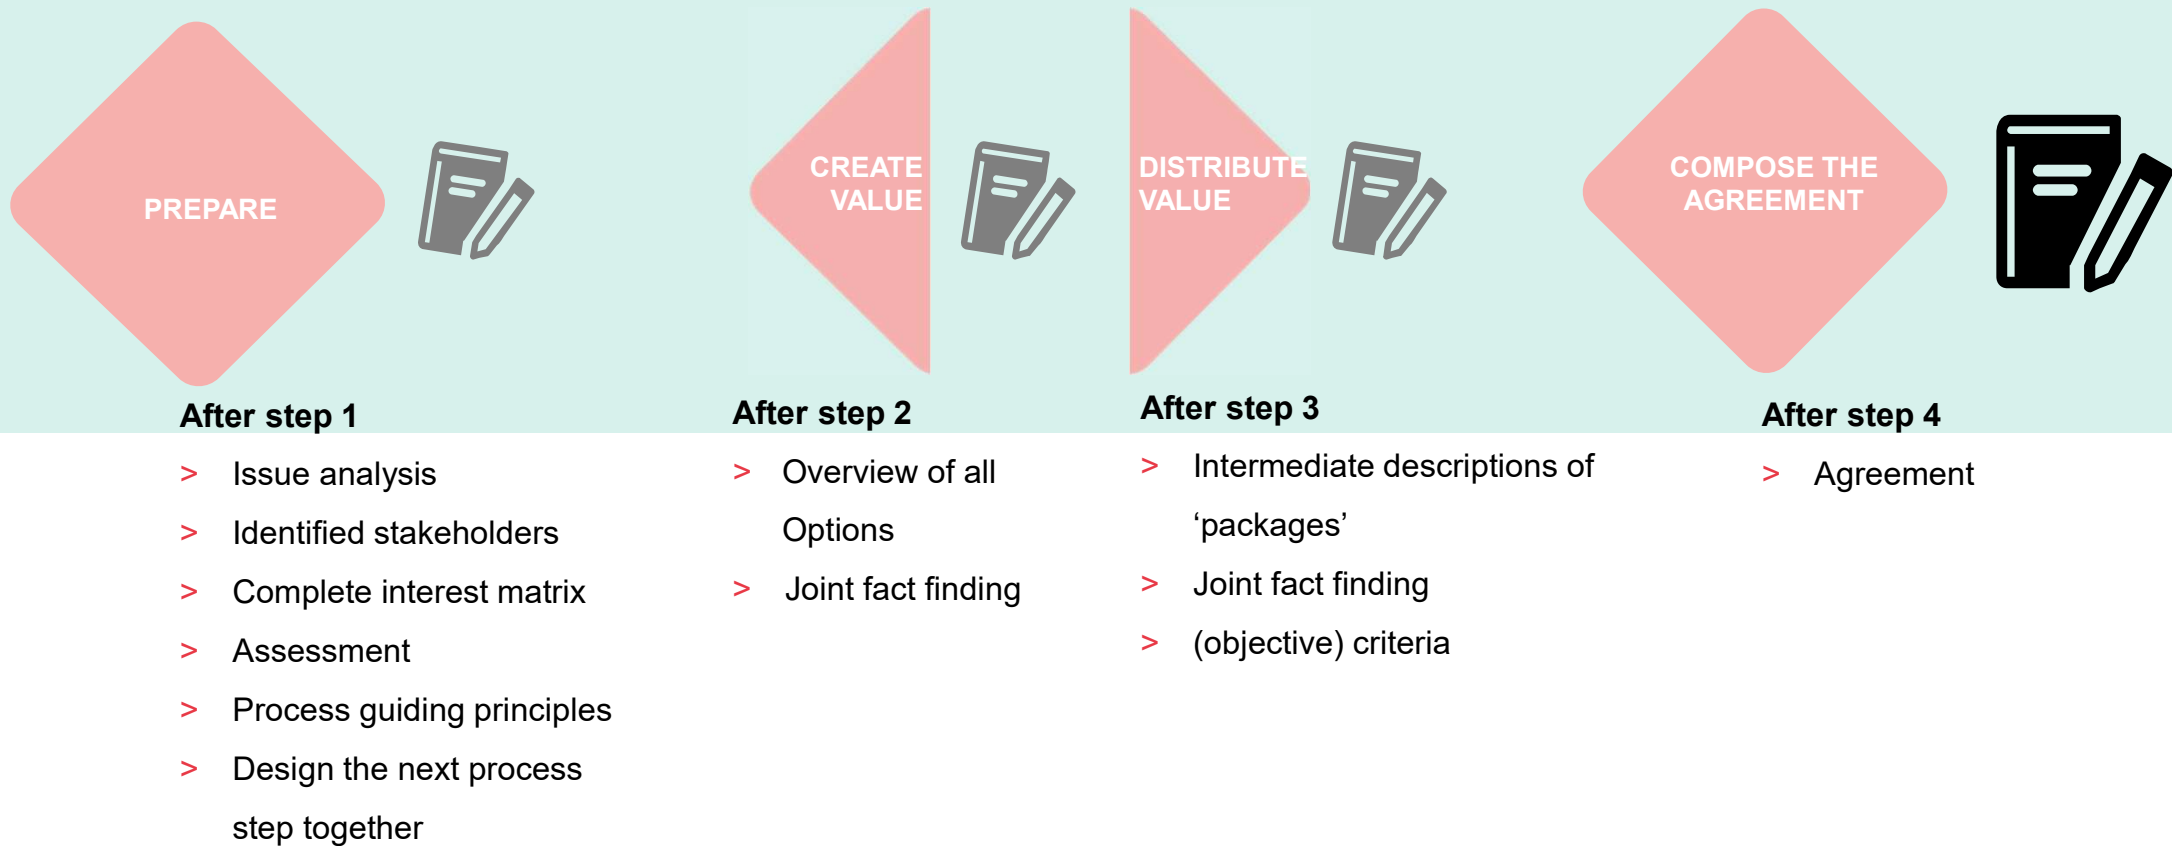 PREPARE
CREATE
VALUE
DISTRIBUTE
VALUE
COMPOSE THE
AGREEMENT
After step 1
> Issue analysis
> Identified stakeholders
> Complete interest matrix
> Assessment
> Process guiding principles
> Design the next process
step together
After step 2
> Overview of all
Options
> Joint fact finding
After step 3
> Intermediate descriptions of
‘packages’
> Joint fact finding
> (objective) criteria
After step 4
> Agreement